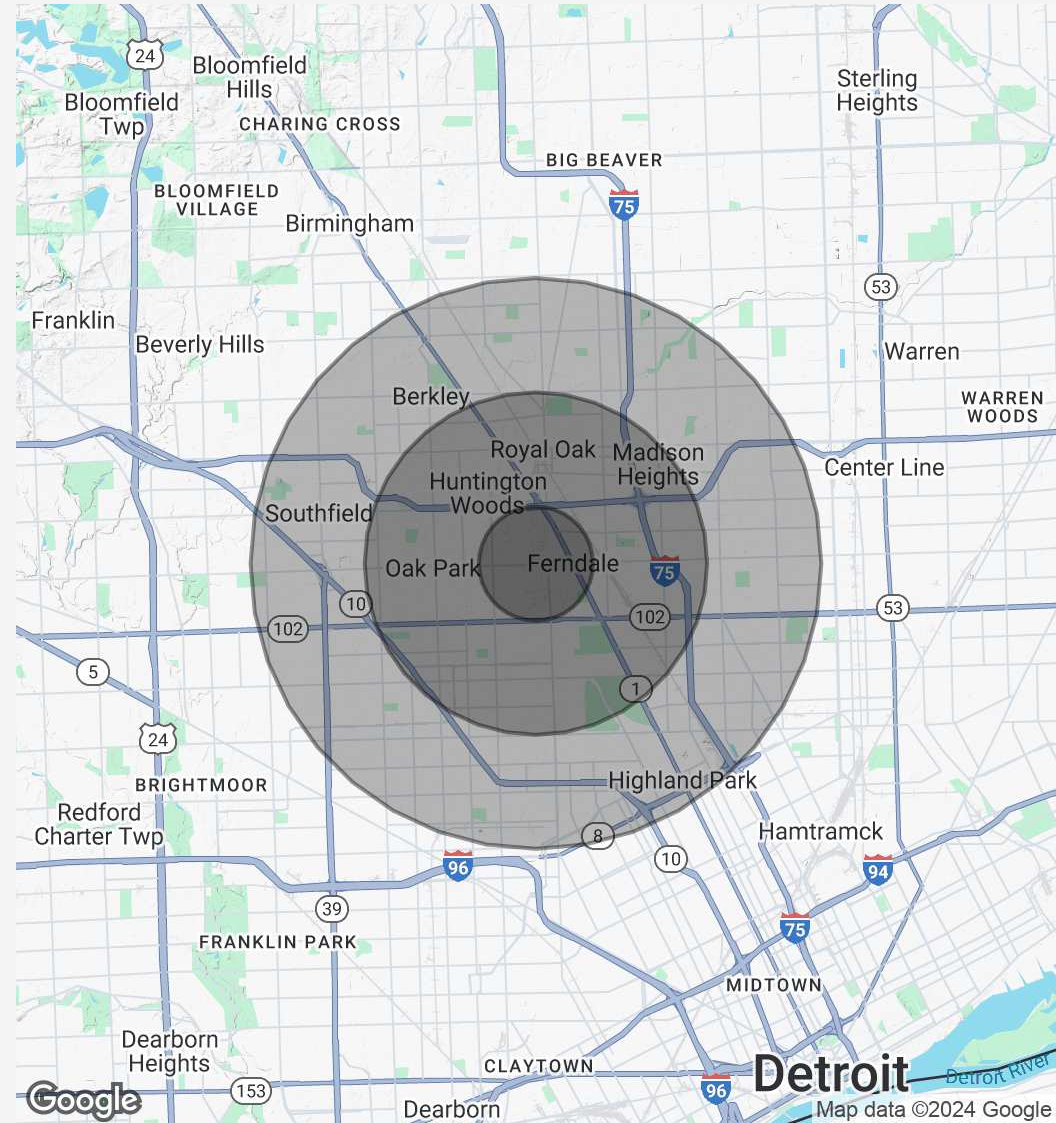 24
Bloomfield
Hills
Sterling
Heights
Bloomfield
Twp
CHARING CROSS
BIG BEAVER
BLOOMFIELD
VILLAGE
75
Birmingham
53
Franklin
Beverly Hills
Warren
Berkley
WARREN
WOODS
Royal Oak
Madison
Heights
Center Line
Huntington
Woods
Southfield
Oak Park
Ferndale
75
10
53
102
102
5
1
24
BRIGHTMOOR
Highland Park
Redford
Charter Twp
8
Hamtramck
10
96
94
39
75
FRANKLIN PARK
MIDTOWN
Dearborn
Heights
CLAYTOWN
Detroit
Detroit River
153
96
Google
Dearborn
Map data ©2024 Google